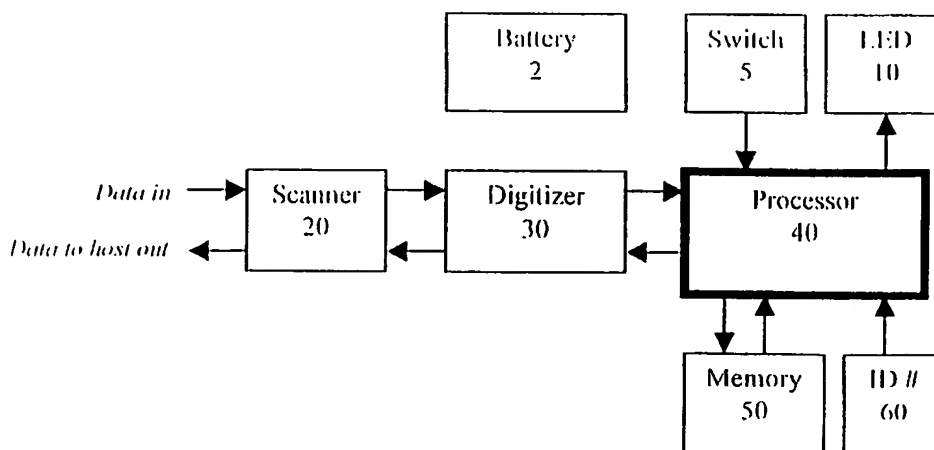 Battery
2
Switch
5
LED
10
Data in
Scanner
20
Digitizer
30
Processor
40
Data to host out
Memory
50
ID #
60